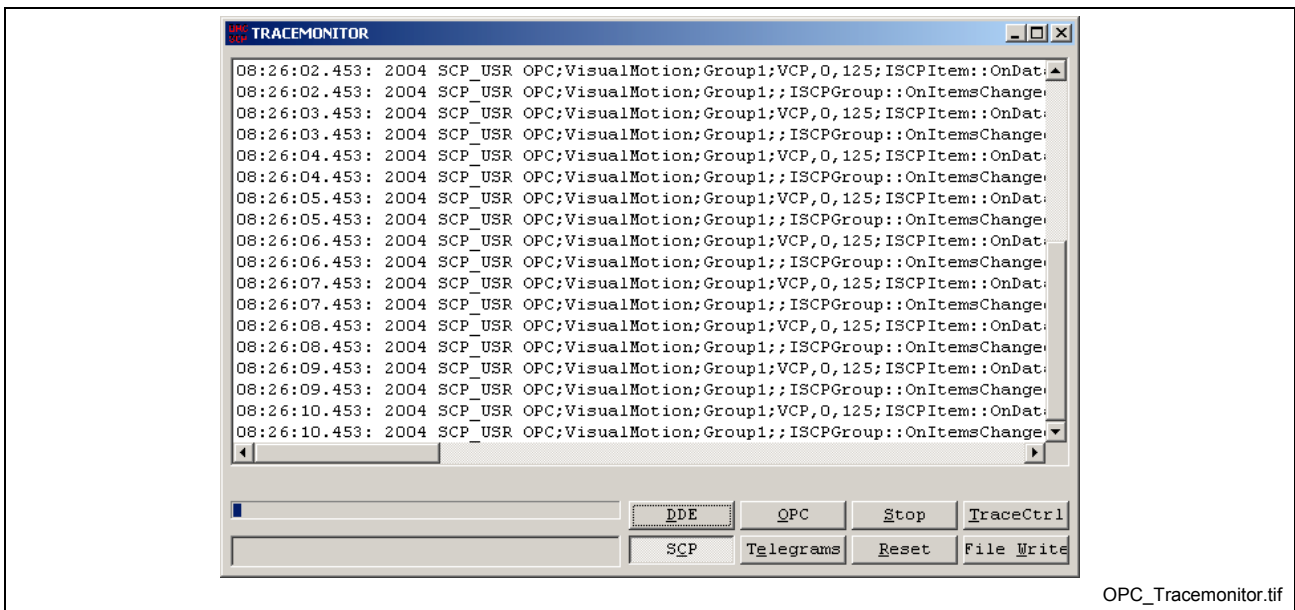 UMC SCP TRACEMONITOR
08:26:02.453: 2004 SCP_USR OPC;VisualMotion;Group1;VCP,0,125;ISCPItem::OnDat
08:26:02.453: 2004 SCP_USR OPC;VisualMotion;Group1;;ISCPGroup::OnItemsChange
08:26:03.453: 2004 SCP_USR OPC;VisualMotion;Group1;VCP,0,125;ISCPItem::OnDat
08:26:03.453: 2004 SCP_USR OPC;VisualMotion;Group1;;ISCPGroup::OnItemsChange
08:26:04.453: 2004 SCP_USR OPC;VisualMotion;Group1;VCP,0,125;ISCPItem::OnDat
08:26:04.453: 2004 SCP_USR OPC;VisualMotion;Group1;;ISCPGroup::OnItemsChange
08:26:05.453: 2004 SCP_USR OPC;VisualMotion;Group1;VCP,0,125;ISCPItem::OnDat
08:26:05.453: 2004 SCP_USR OPC;VisualMotion;Group1;;ISCPGroup::OnItemsChange
08:26:06.453: 2004 SCP_USR OPC;VisualMotion;Group1;VCP,0,125;ISCPItem::OnDat
08:26:06.453: 2004 SCP_USR OPC;VisualMotion;Group1;;ISCPGroup::OnItemsChange
08:26:07.453: 2004 SCP_USR OPC;VisualMotion;Group1;VCP,0,125;ISCPItem::OnDat
08:26:07.453: 2004 SCP_USR OPC;VisualMotion;Group1;;ISCPGroup::OnItemsChange
08:26:08.453: 2004 SCP_USR OPC;VisualMotion;Group1;VCP,0,125;ISCPItem::OnDat
08:26:08.453: 2004 SCP_USR OPC;VisualMotion;Group1;;ISCPGroup::OnItemsChange
08:26:09.453: 2004 SCP_USR OPC;VisualMotion;Group1;VCP,0,125;ISCPItem::OnDat
08:26:09.453: 2004 SCP_USR OPC;VisualMotion;Group1;;ISCPGroup::OnItemsChange
08:26:10.453: 2004 SCP_USR OPC;VisualMotion;Group1;VCP,0,125;ISCPItem::OnDat
08:26:10.453: 2004 SCP_USR OPC;VisualMotion;Group1;;ISCPGroup::OnItemsChange
DDE OPC Stop TraceCtrl
SCP Telegrams Reset File Write
OPC_Tracemonitor.tif